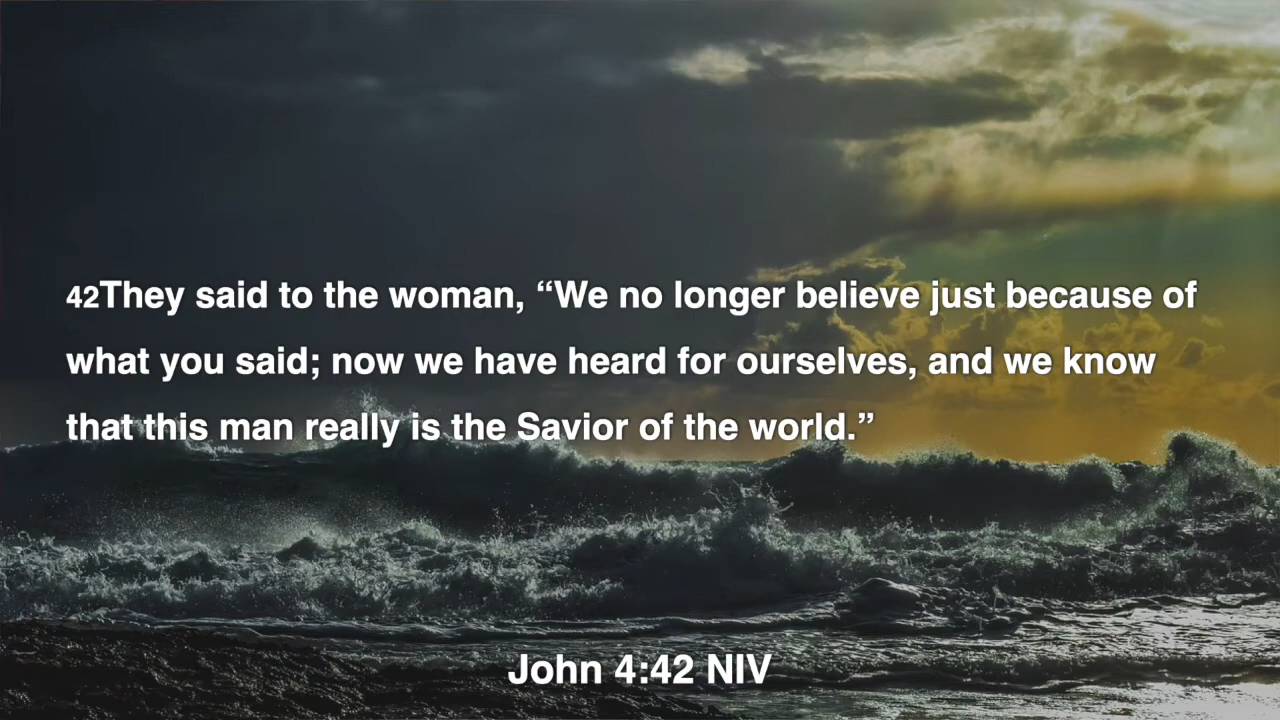 42They said to the woman, “We no longer believe just because of
what you said; now we have heard for ourselves, and we know
that this man really is the Savior of the world.”
John 4:42 NIV